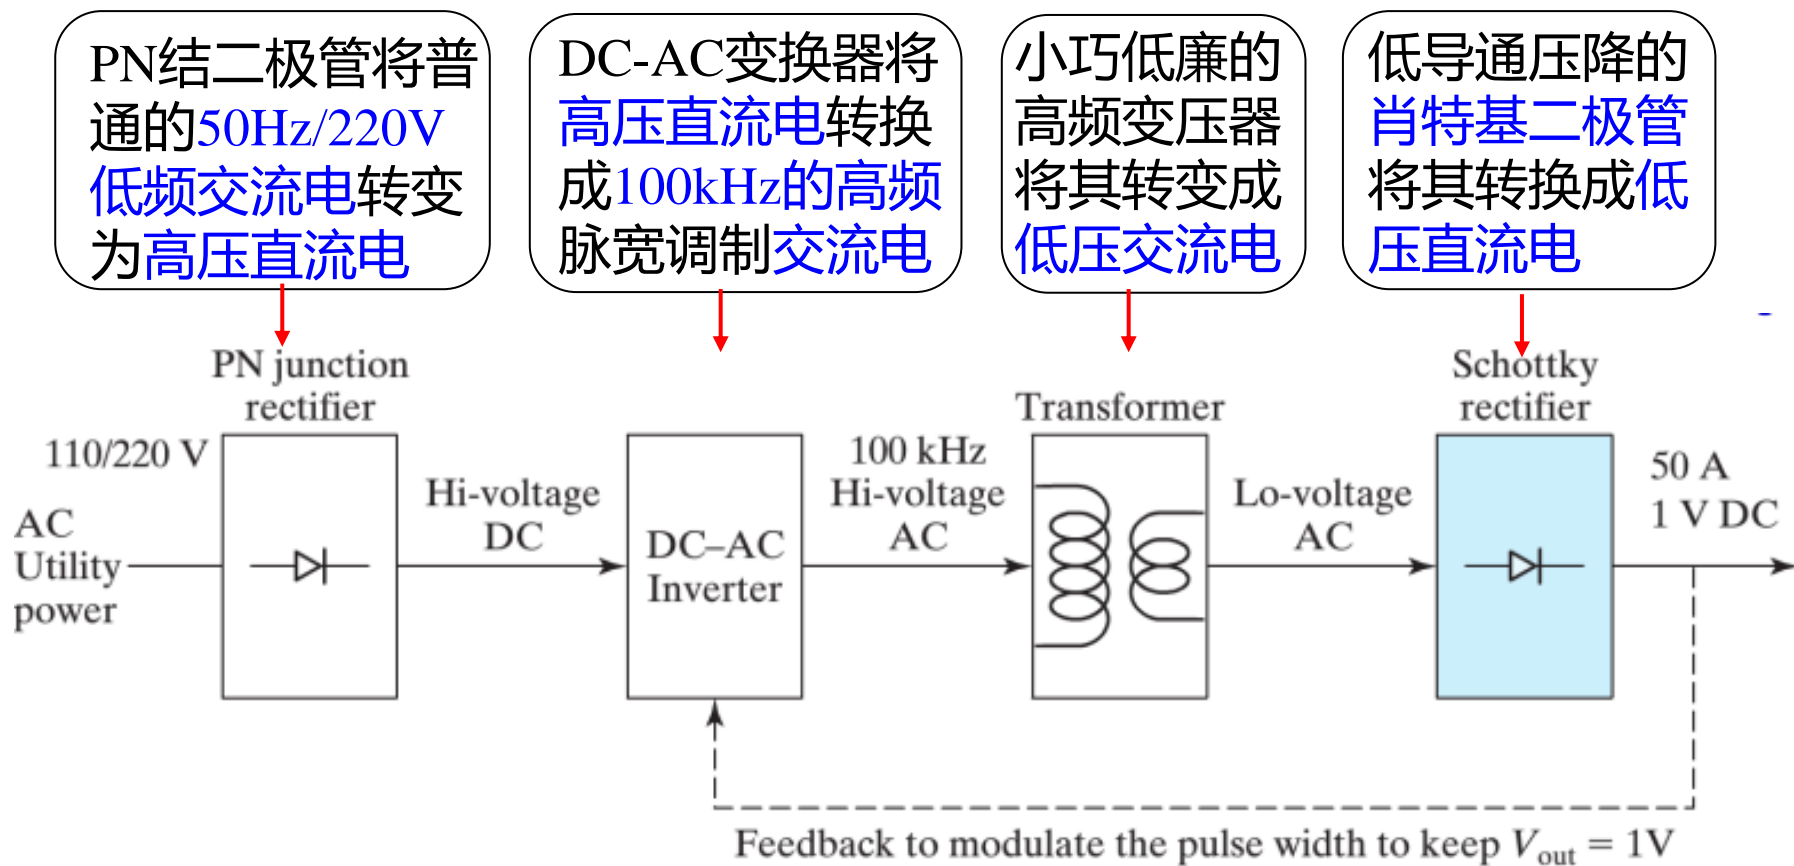 PN结二极管将普
通的50Hz/220V
低频交流电转变
为高压直流电
DC-AC变换器将
高压直流电转换
成100kHz的高频
脉宽调制交流电
小巧低廉的
高频变压器
将其转变成
低压交流电
低导通压降的
肖特基二极管
将其转换成低
压直流电
PN junction
rectifier
Transformer
Schottky
rectifier
110/220 V
AC
Utility
power
Hi-voltage
DC
DC–AC
Inverter
100 kHz
Hi-voltage
AC
Lo-voltage
AC
50 A
1 V DC
Feedback to modulate the pulse width to keep V_out = 1V